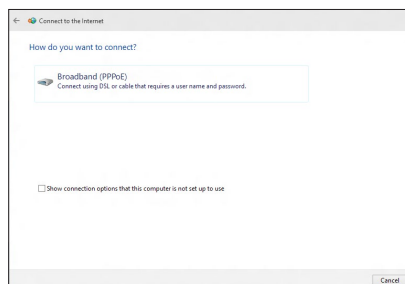 Connect to the Internet
How do you want to connect?
Broadband (PPPoE)
Connect using DSL or cable that requires a user name and password.
Show connection options that this computer is not set up to use
Cancel